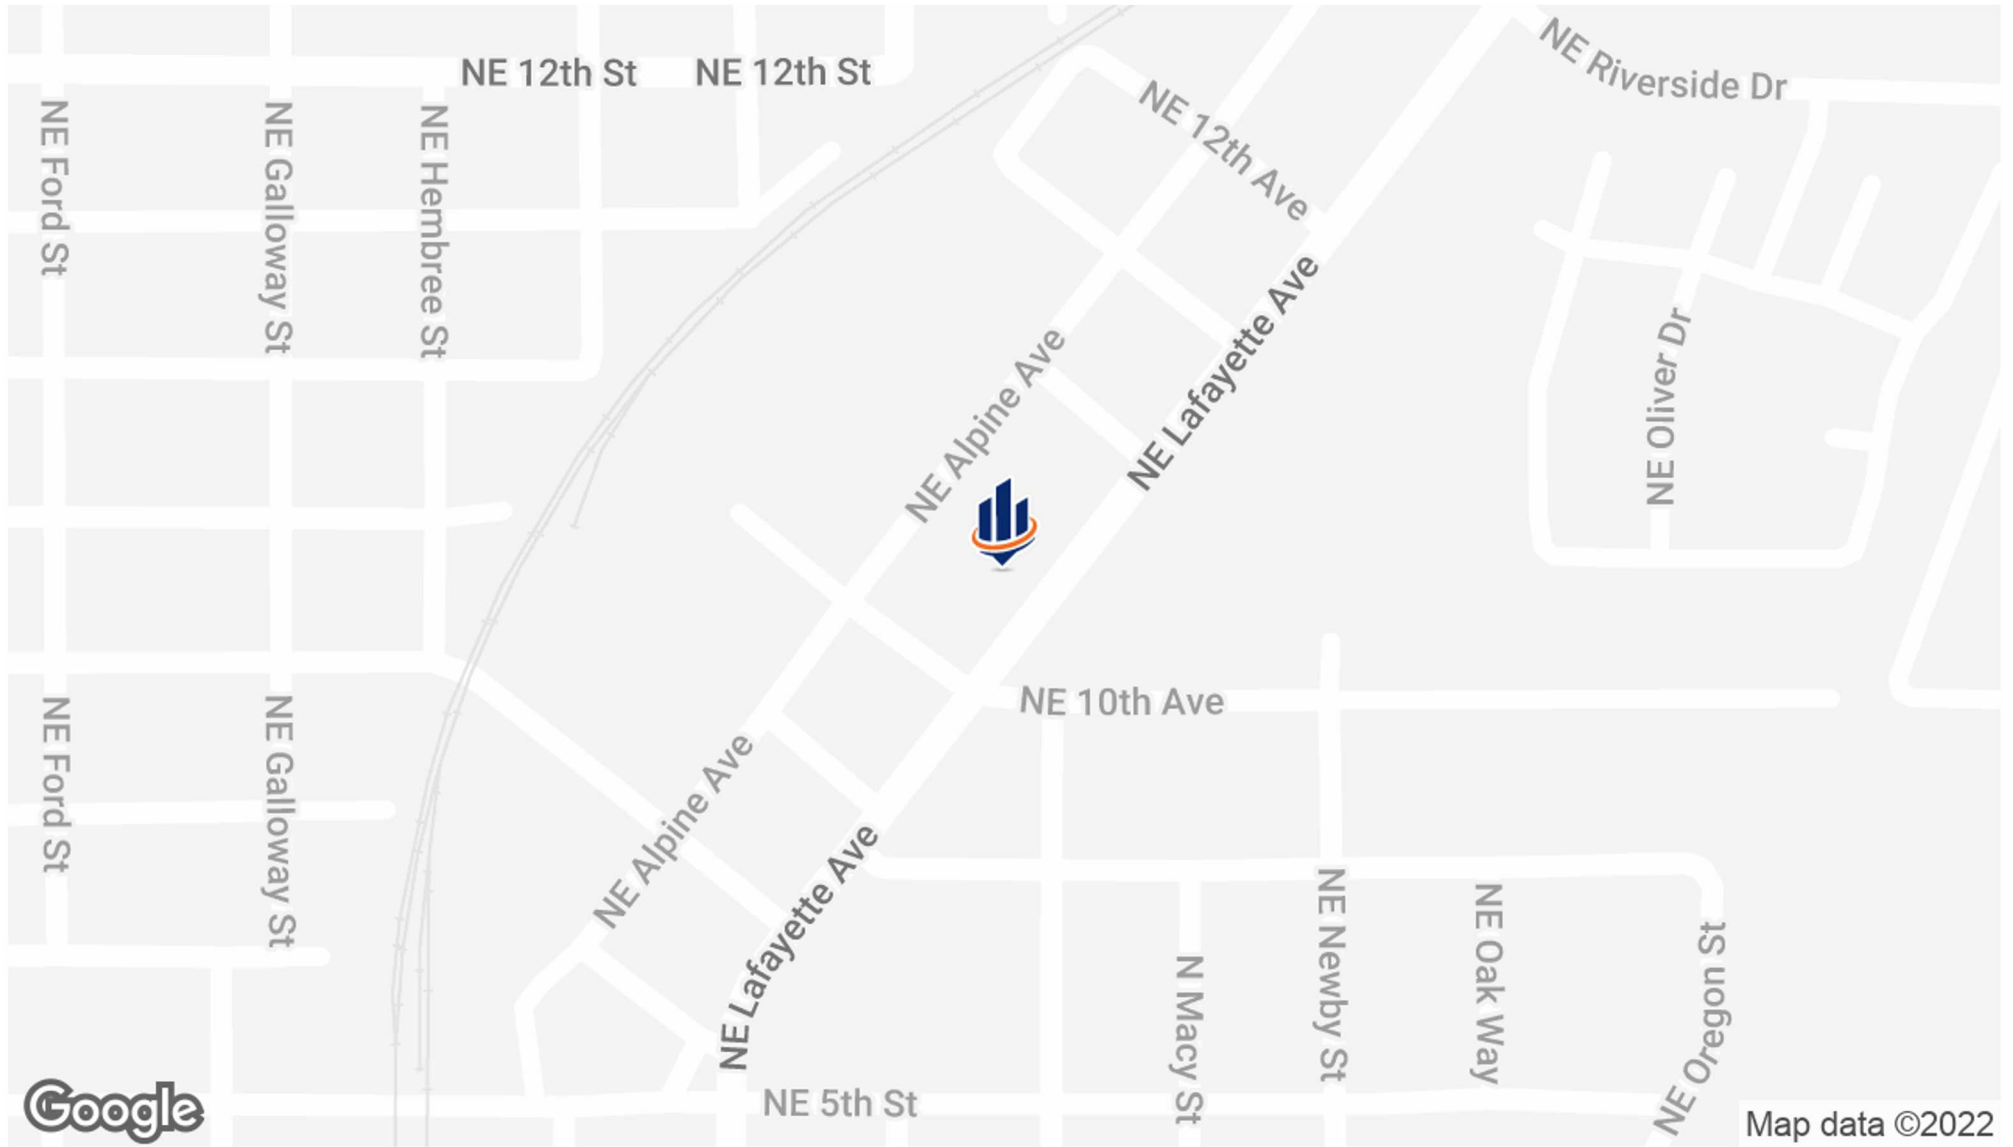 NE 12th St
NE 12th St
NE Riverside Dr
NE Ford St
NE Galloway St
NE Hembree St
NE 12th Ave
NE Alpine Ave
NE Lafayette Ave
NE Oliver Dr
NE 10th Ave
NE Ford St
NE Galloway St
NE Alpine Ave
NE Lafayette Ave
N Macy St
NE Newby St
NE Oak Way
NE Oregon St
NE 5th St
Google
Map data ©2022